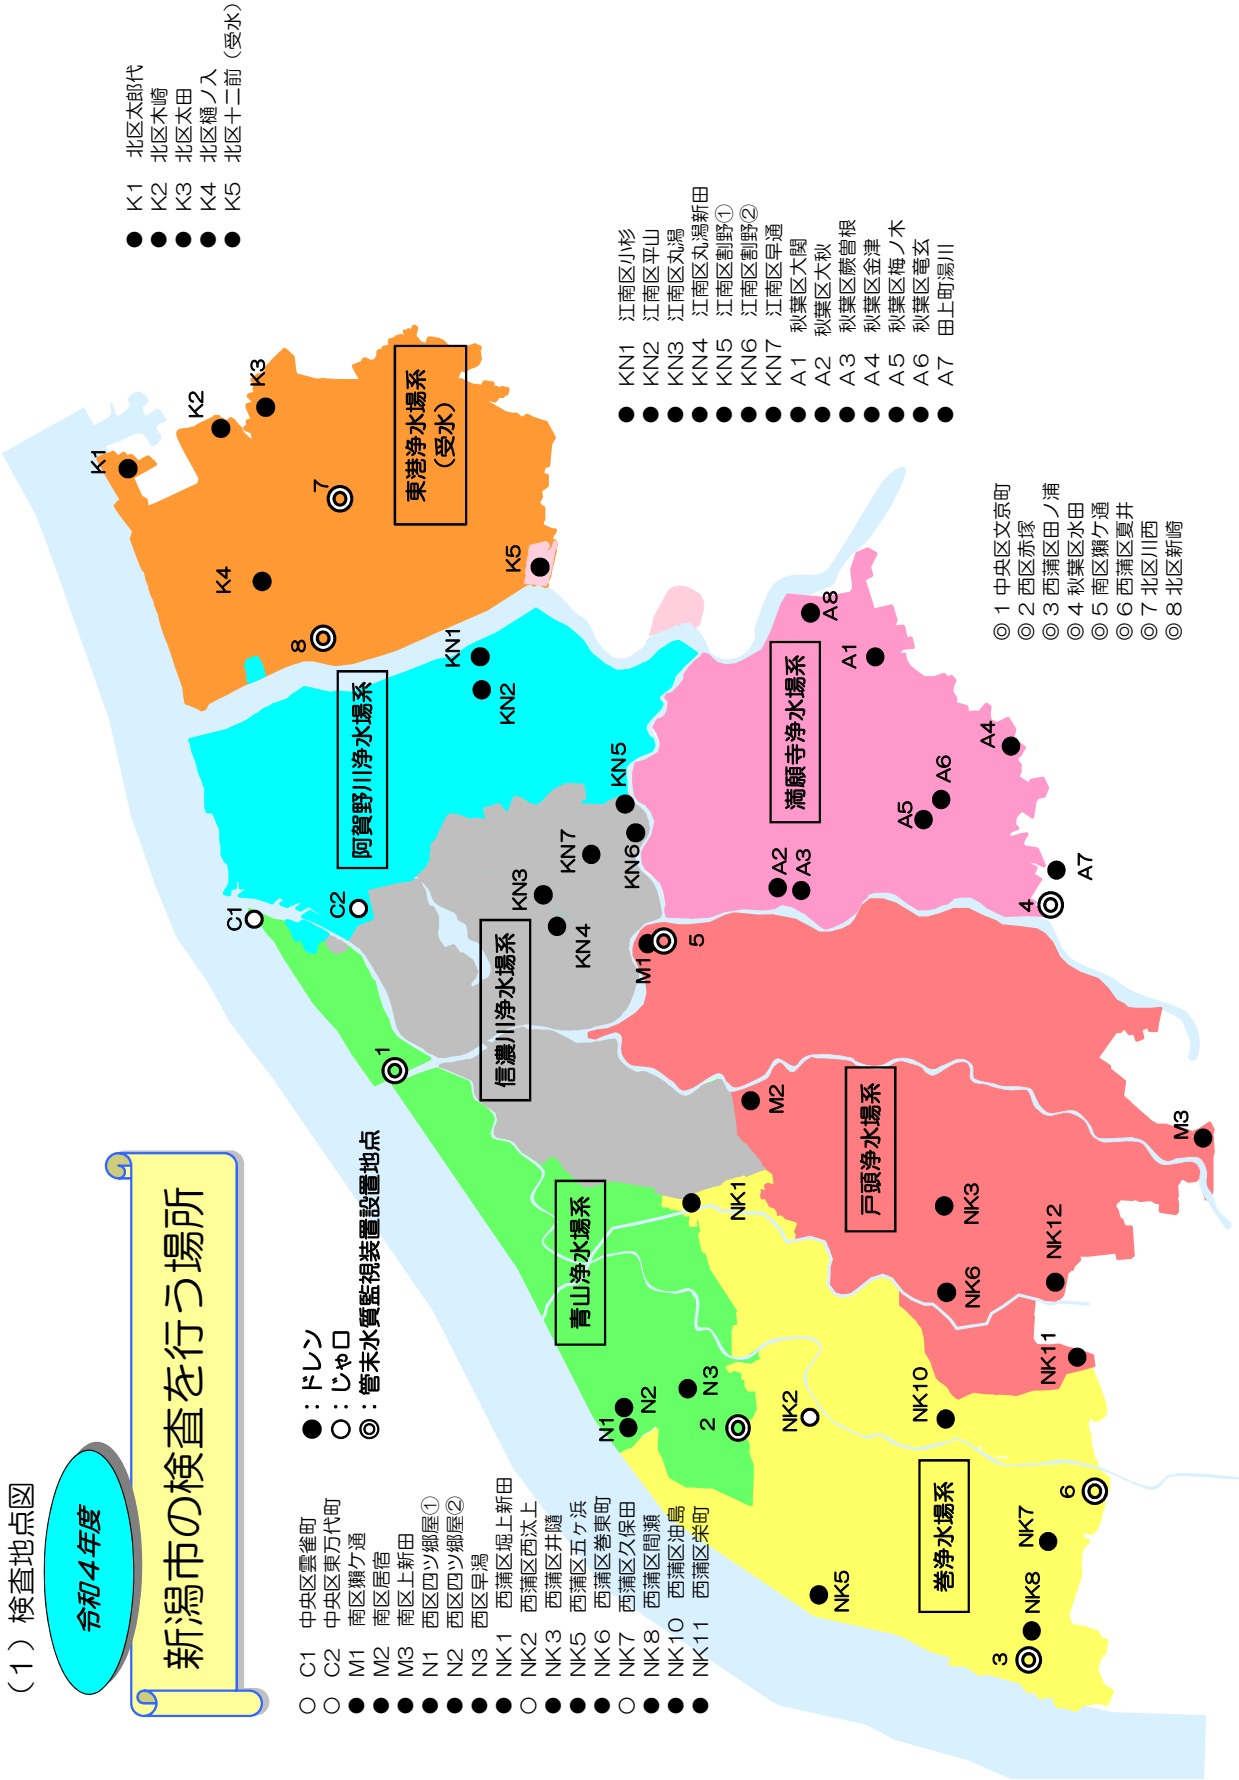 (１) 検査地点図
令和４年度
新潟市の検査を行う場所
●：ドレン
○：じゃ口
◎：管末水質監視装置設置地点
○ C1 中央区雲雀町
○ C2 中央区東万代町
● M1 南区獺ケ通
● M2 南区居宿
● M3 南区上新田
● N1 西区四ツ郷屋①
● N2 西区四ツ郷屋②
● N3 西区早潟
● NK1 西蒲区堀上新田
○ NK2 西蒲区西汰上
● NK3 西蒲区井随
● NK5 西蒲区五ヶ浜
● NK6 西蒲区巻東町
○ NK7 西蒲区久保田
● NK8 西蒲区間瀬
● NK10 西蒲区油島
● NK11 西蒲区栄町
● K1 北区太郎代
● K2 北区木崎
● K3 北区太田
● K4 北区樋ノ入
● K5 北区十二前（受水）
● KN1 江南区小杉
● KN2 江南区平山
● KN3 江南区丸潟
● KN4 江南区丸潟新田
● KN5 江南区割野①
● KN6 江南区割野②
● KN7 江南区早通
● A1 秋葉区大関
● A2 秋葉区大秋
● A3 秋葉区蕨曽根
● A4 秋葉区金津
● A5 秋葉区梅ノ木
● A6 秋葉区竜玄
● A7 田上町湯川
◎１ 中央区文京町
◎２ 西区赤塚
◎３ 西蒲区田ノ浦
◎４ 秋葉区水田
◎５ 南区獺ケ通
◎６ 西蒲区夏井
◎７ 北区川西
◎８ 北区新崎
東港浄水場系
（受水）
阿賀野川浄水場系
信濃川浄水場系
満願寺浄水場系
青山浄水場系
戸頭浄水場系
巻浄水場系
K1
K2
K3
7
K4
K5
8
KN1
KN2
C1
C2
KN5
KN7
KN6
KN3
KN4
A8
A1
A4
A6
A5
A2
A3
A7
4
M1
5
1
M2
M3
NK1
NK3
NK12
NK6
NK11
N3
N2
N1
2
NK2
NK10
6
NK7
NK5
NK8
3